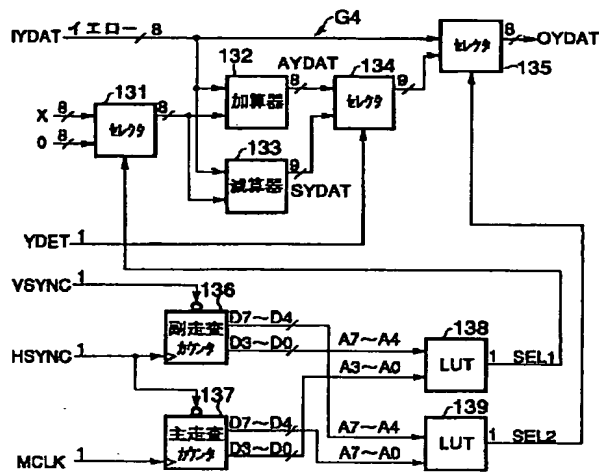 IYDAT イエロー 8 G4 8 OYDAT
セレクタ
135
132 AYDAT 134
加算器 8 セレクタ 9
131
X 8 セレクタ 8
0 8
133
減算器 9
SYDAT
YDET 1
VSYNC 1
136
副走査カウンタ D7〜D4
D3〜D0 A7〜A4
138
LUT 1 SEL1
HSYNC 1
A3〜A0
137
主走査カウンタ D7〜D4
D3〜D0
A7〜A4
A7〜A0
139
LUT 1 SEL2
MCLK 1